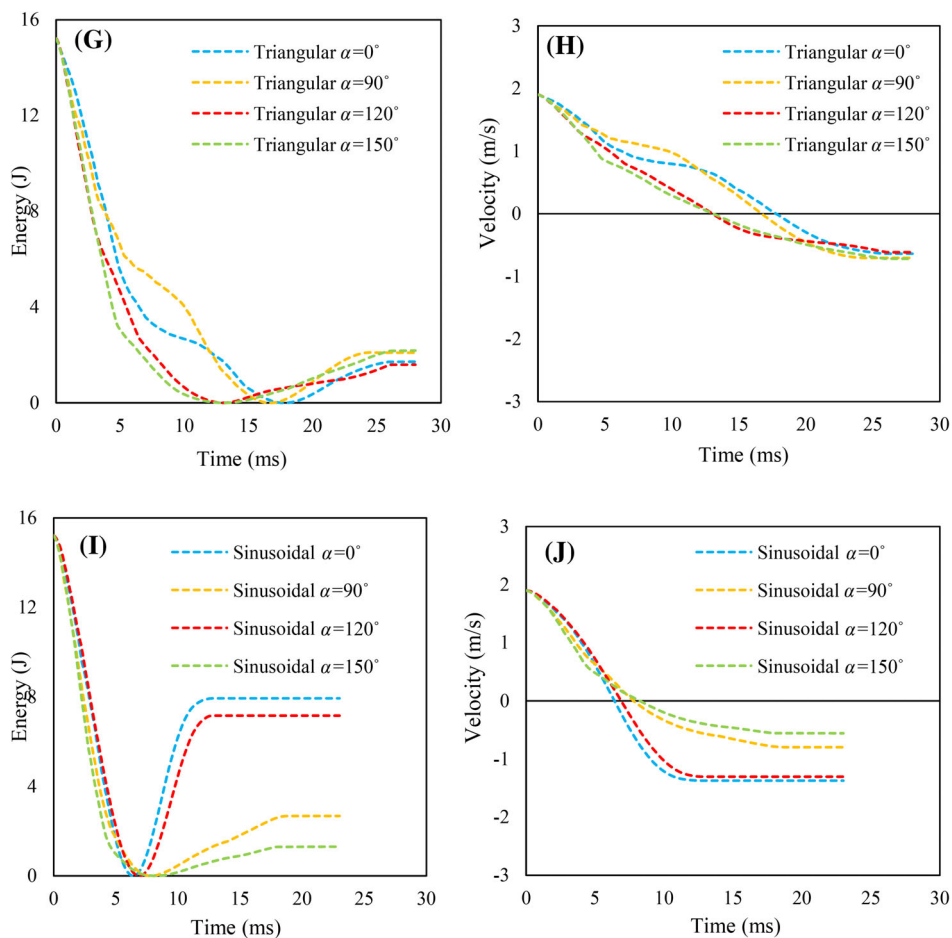 (G)
Triangular α=0˚
Triangular α=90˚
Triangular α=120˚
Triangular α=150˚
Energy (J)
16
12
8
4
0
0 5 10 15 20 25 30
Time (ms)
(H)
Triangular α=0˚
Triangular α=90˚
Triangular α=120˚
Triangular α=150˚
Velocity (m/s)
3
2
1
0
-1
-2
-3
0 5 10 15 20 25 30
Time (ms)
(I)
Sinusoidal α=0˚
Sinusoidal α=90˚
Sinusoidal α=120˚
Sinusoidal α=150˚
Energy (J)
16
12
8
4
0
0 5 10 15 20 25 30
Time (ms)
(J)
Sinusoidal α=0˚
Sinusoidal α=90˚
Sinusoidal α=120˚
Sinusoidal α=150˚
Velocity (m/s)
3
2
1
0
-1
-2
-3
0 5 10 15 20 25 30
Time (ms)